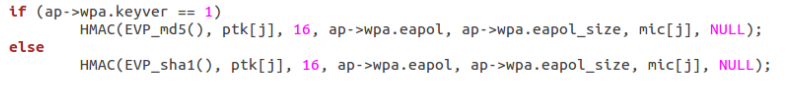 if (ap->wpa.keyver == 1)
        HMAC(EVP_md5(), ptk[j], 16, ap->wpa.eapol, ap->wpa.eapol_size, mic[j], NULL);
else
        HMAC(EVP_sha1(), ptk[j], 16, ap->wpa.eapol, ap->wpa.eapol_size, mic[j], NULL);